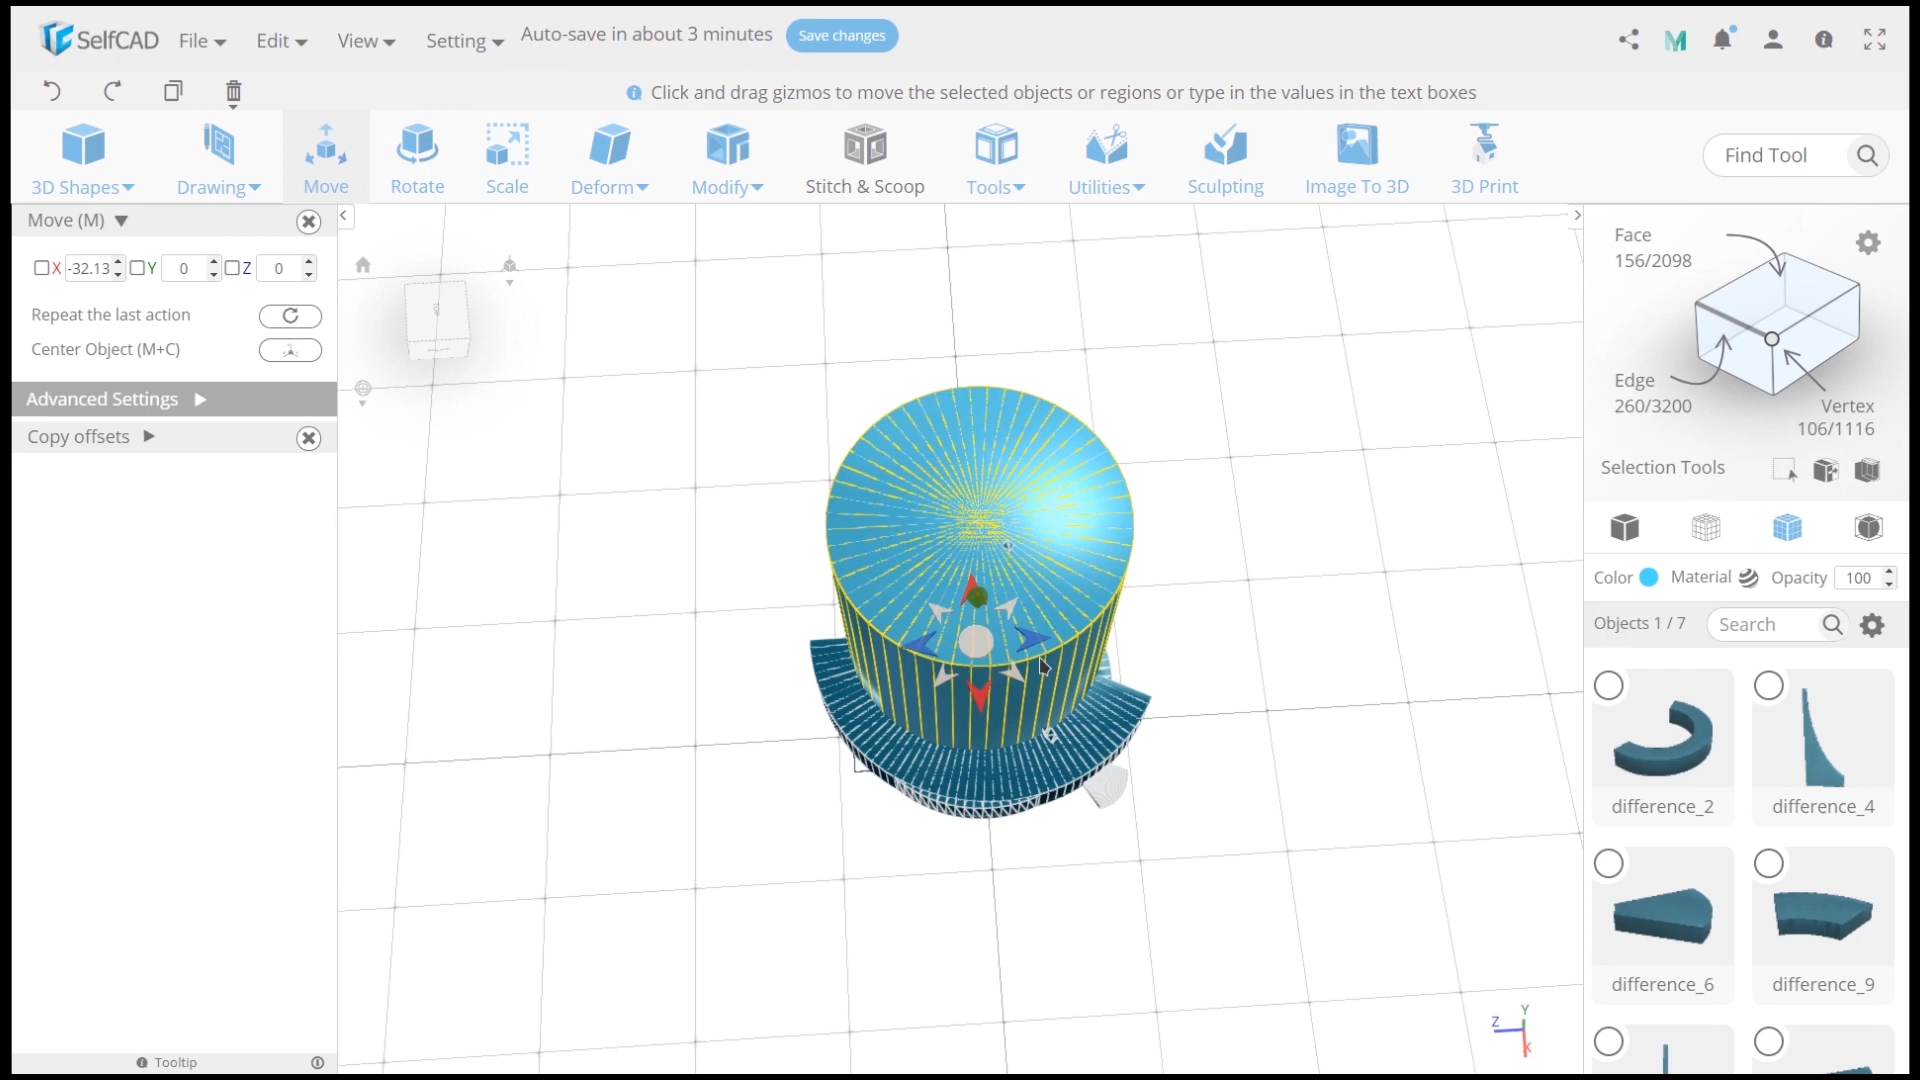 SelfCAD File Edit View Setting Auto-save in about 3 minutes Save changes
Click and drag gizmos to move the selected objects or regions or type in the values in the text boxes
3D Shapes Drawing Move Rotate Scale Deform Modify Stitch & Scoop Tools Utilities Sculpting Image To 3D 3D Print Find Tool
Move (M)
X -32.13 Y 0 Z 0
Repeat the last action
Center Object (M+C)
Advanced Settings
Copy offsets
Tooltip
Z Y X
Face
156/2098
Edge
260/3200
Vertex
106/1116
Selection Tools
Color Material Opacity 100
Objects 1 / 7 Search
difference_2 difference_4
difference_6 difference_9